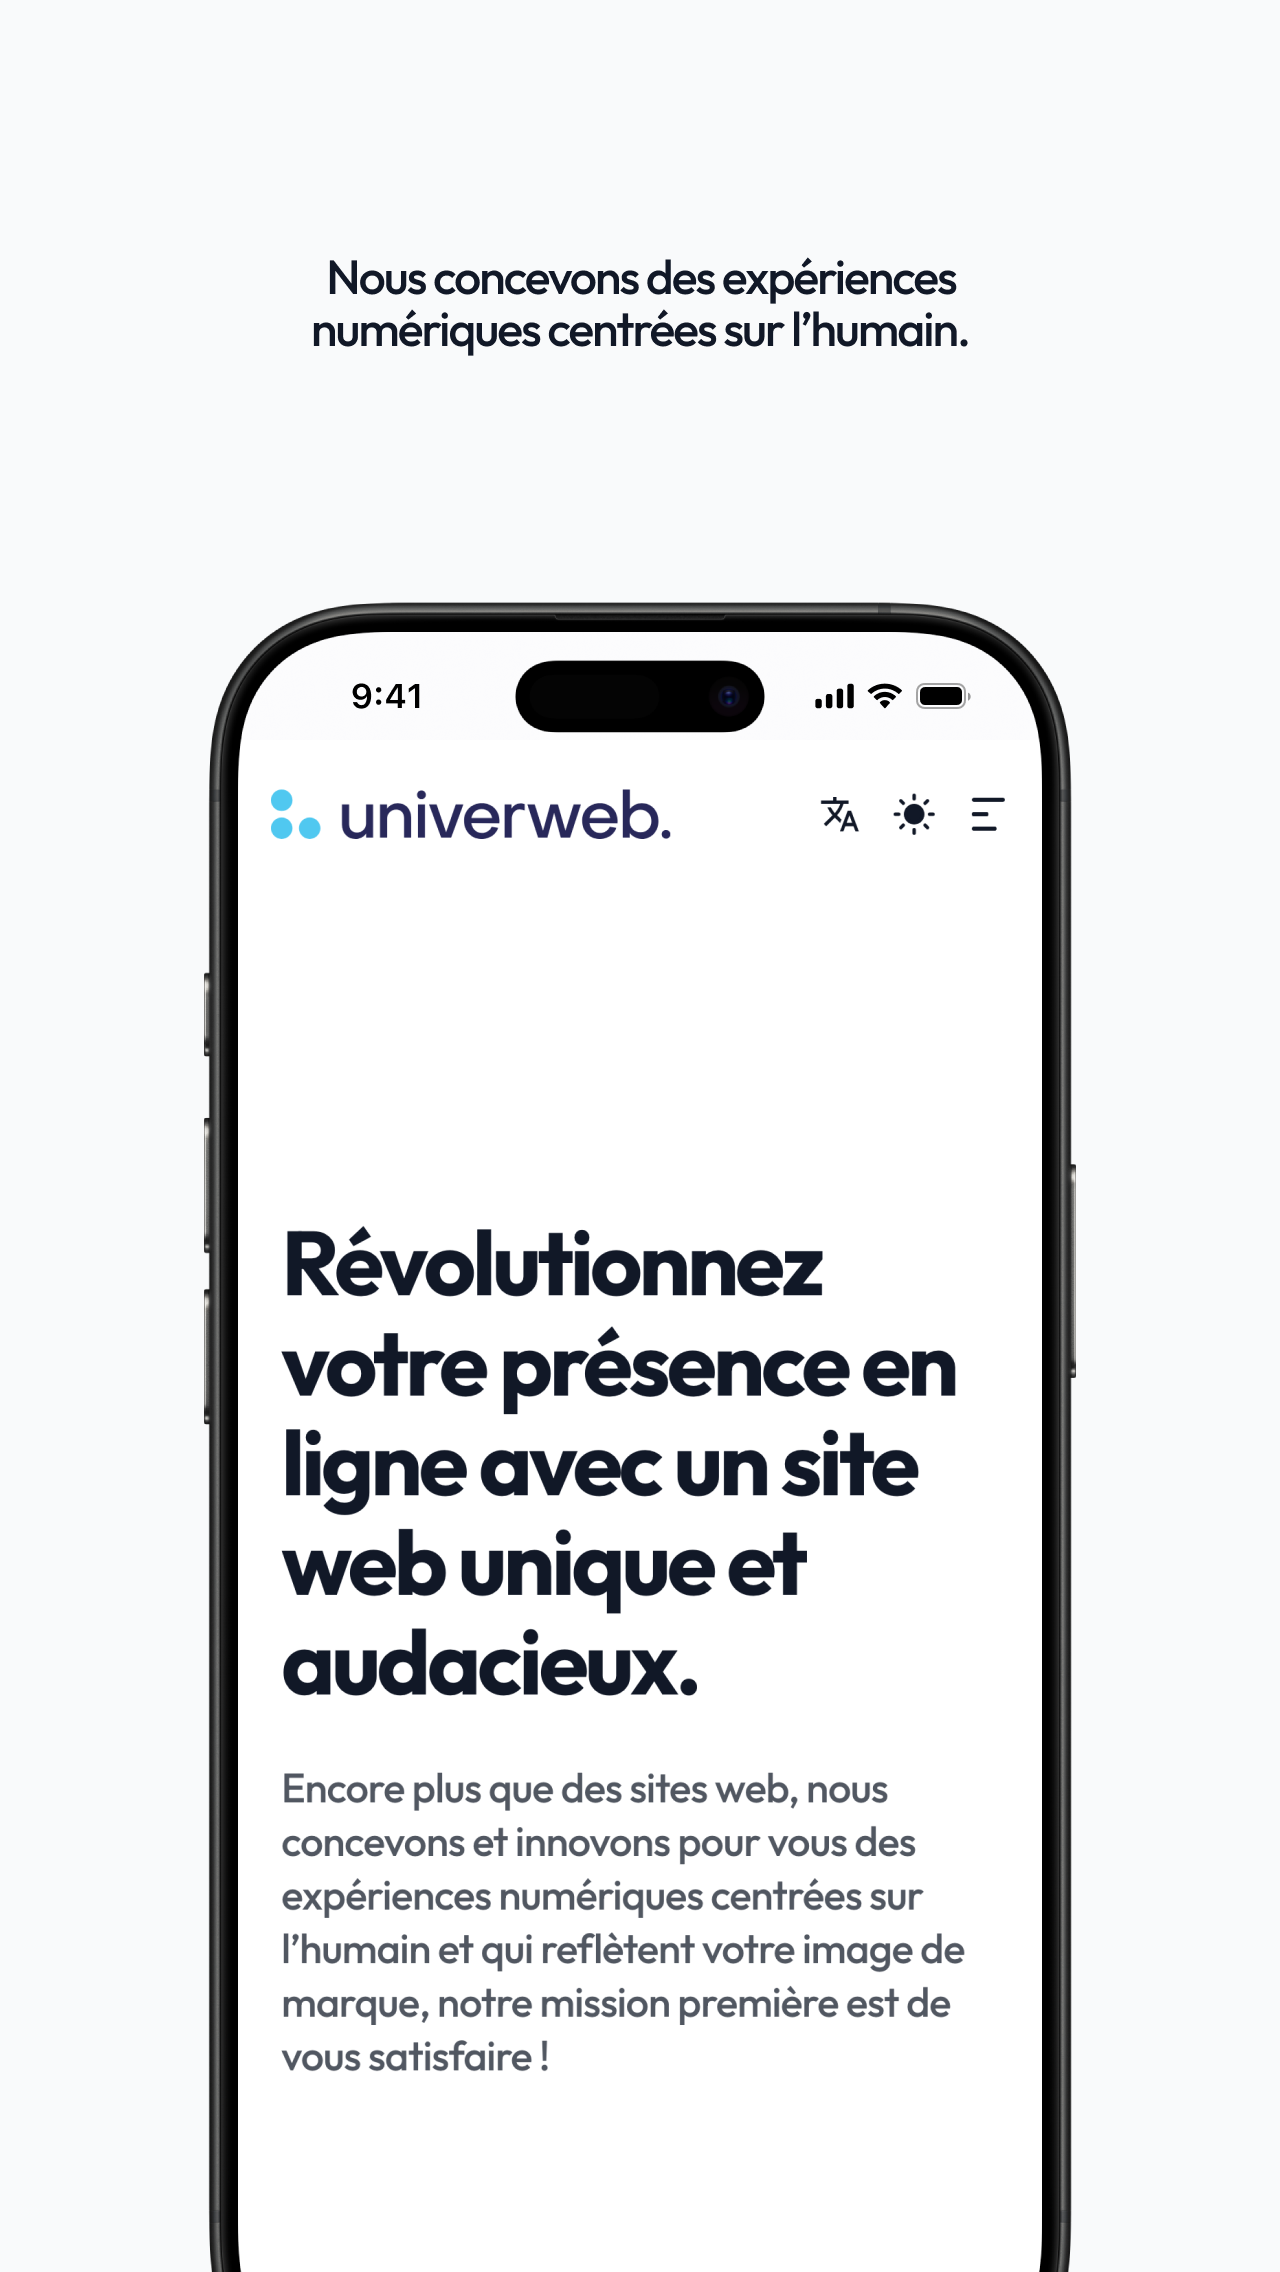 Nous concevons des expériences
numériques centrées sur l’humain.
9:41
univerweb.
Révolutionnez
votre présence en
ligne avec un site
web unique et
audacieux.
Encore plus que des sites web, nous
concevons et innovons pour vous des
expériences numériques centrées sur
l’humain et qui reflètent votre image de
marque, notre mission première est de
vous satisfaire !